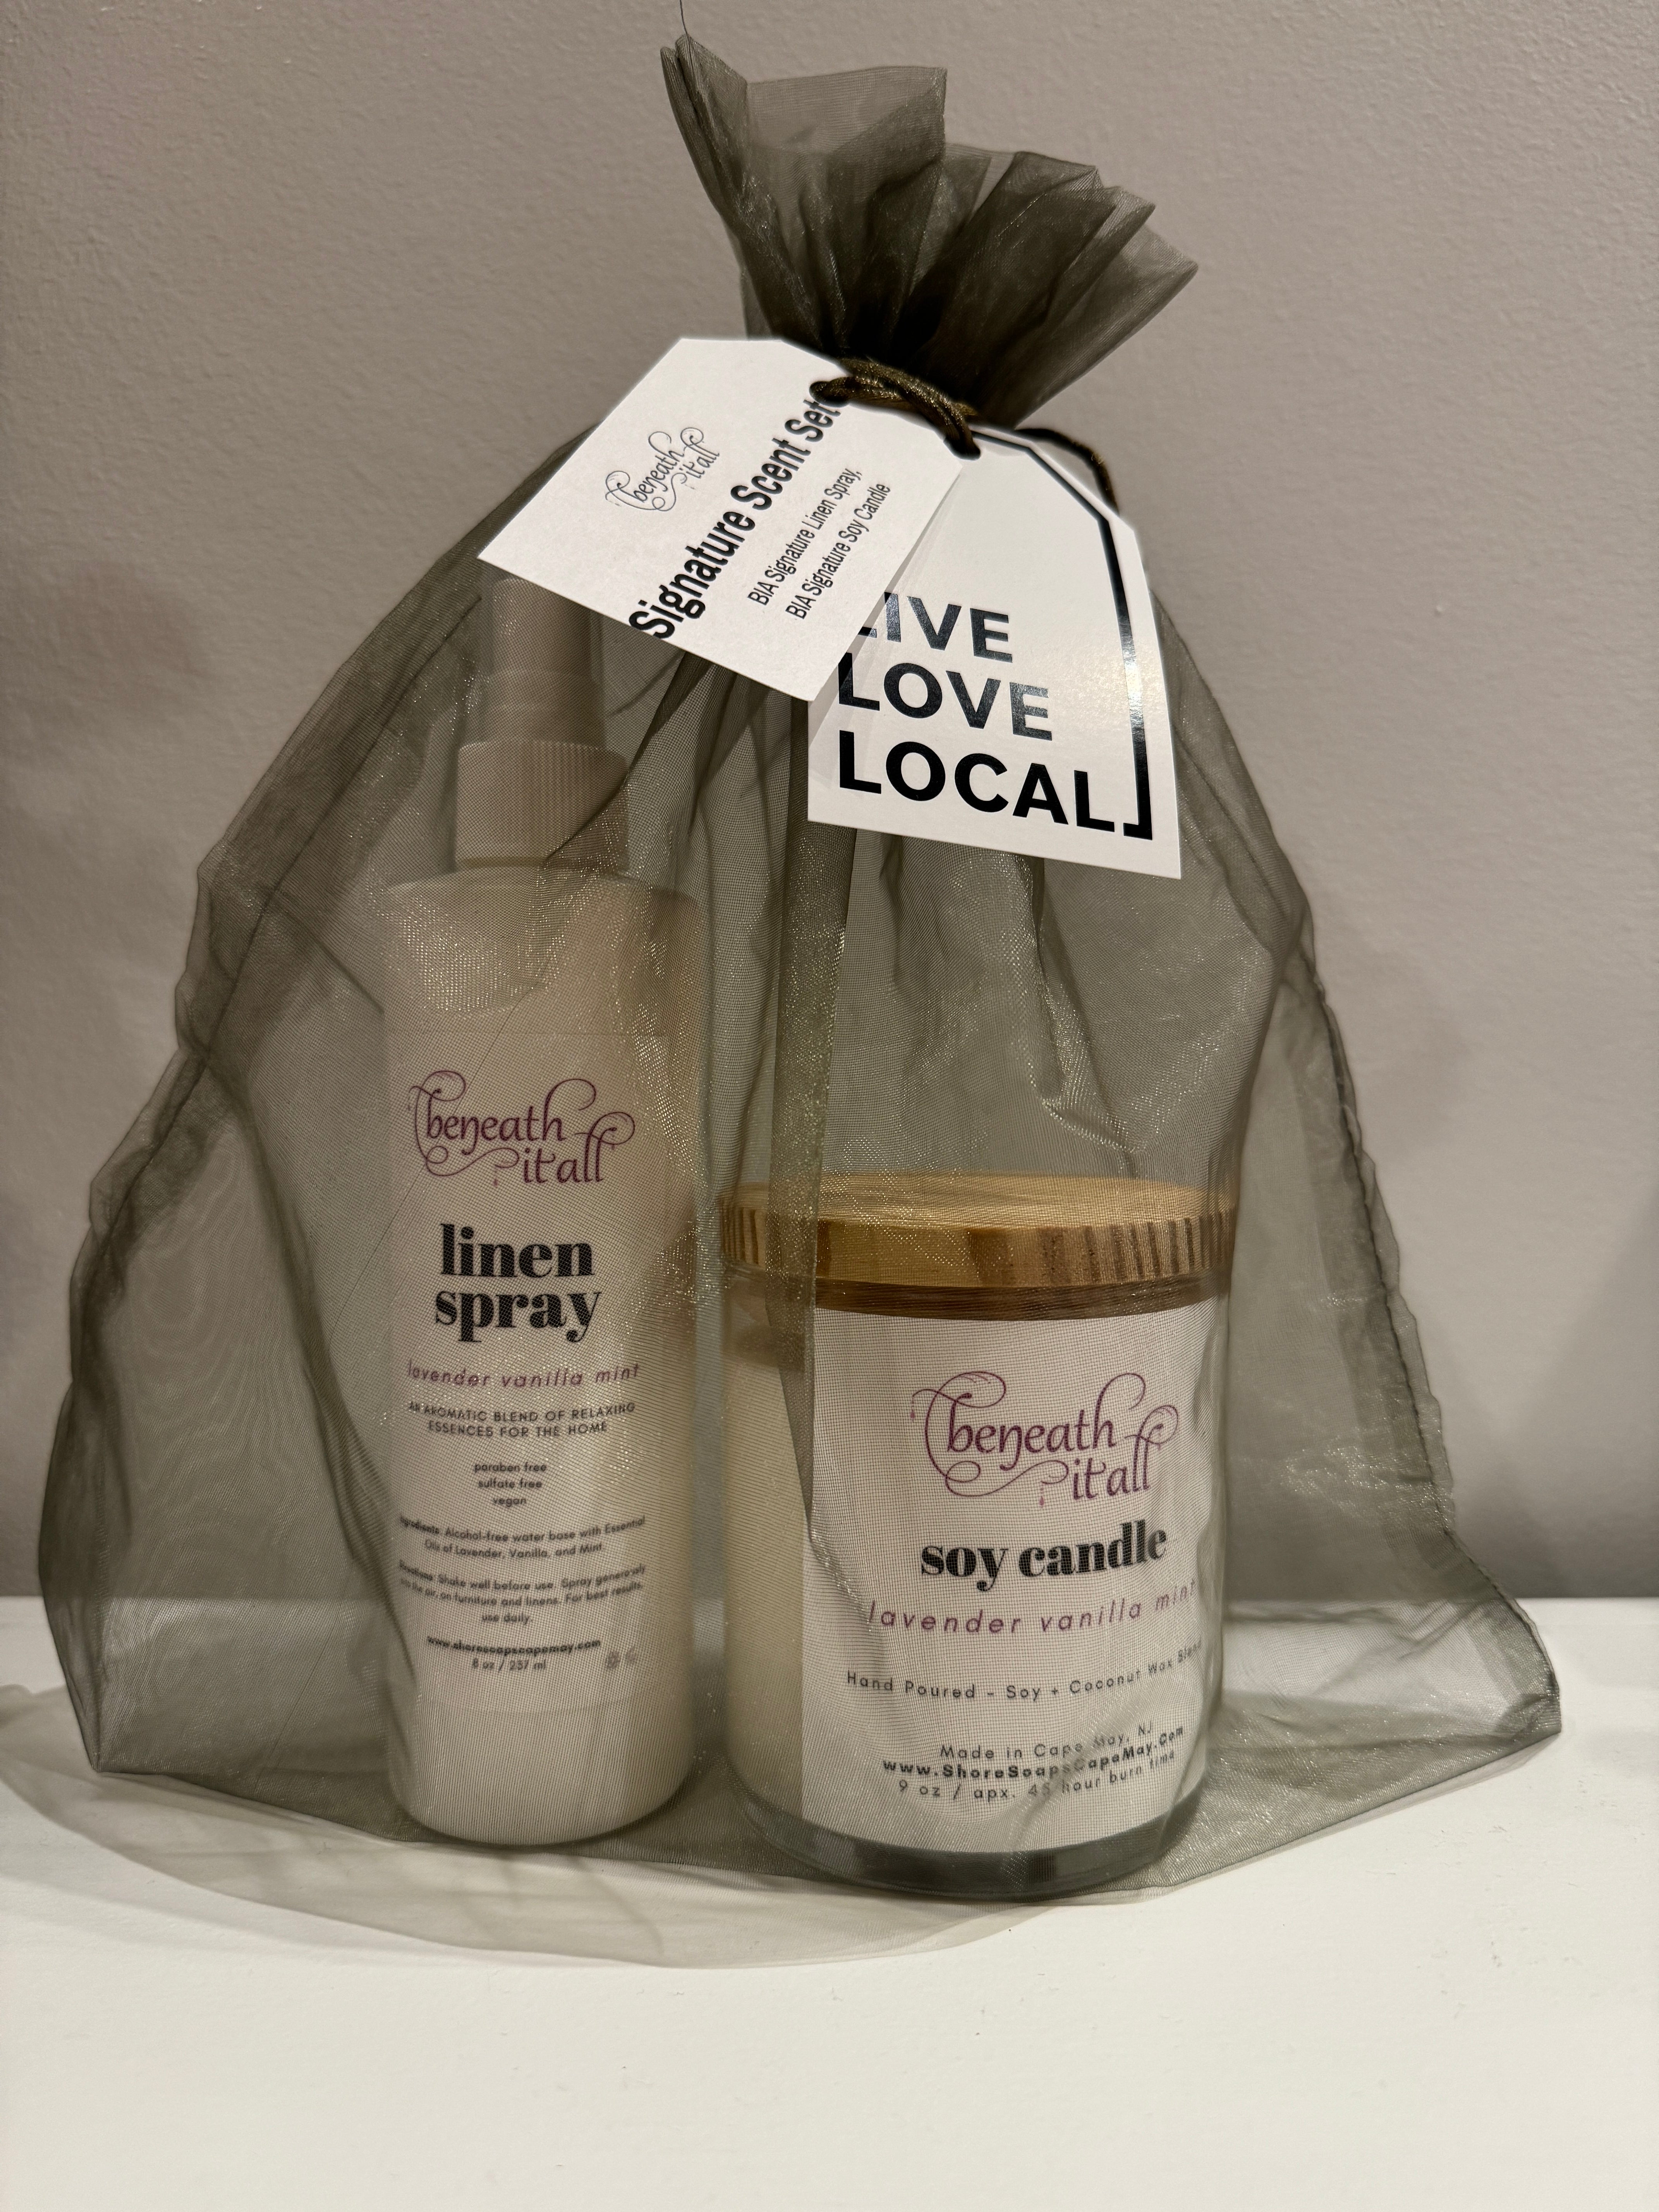 beneath
it all
Signature Scent Set
BIA Signature Linen Spray,
BIA Signature Soy Candle
LIVE
LOVE
LOCAL
beneath
it all
linen
spray
lavender vanilla mint
AN AROMATIC BLEND OF RELAXING
ESSENCES FOR THE HOME
paraben free
sulfate free
vegan
Ingredients: Alcohol-free water base with Essential
Oils of Lavender, Vanilla, and Mint.
Directions: Shake well before use. Spray generously
into the air, on furniture and linens. For best results,
use daily.
www.shoresoapscapemay.com
8 oz / 237 ml
beneath
it all
soy candle
lavender vanilla mint
Hand Poured - Soy + Coconut Wax Blend
Made in Cape May, NJ
www.ShoreSoapsCapeMay.Com
9 oz / apx. 45 hour burn time